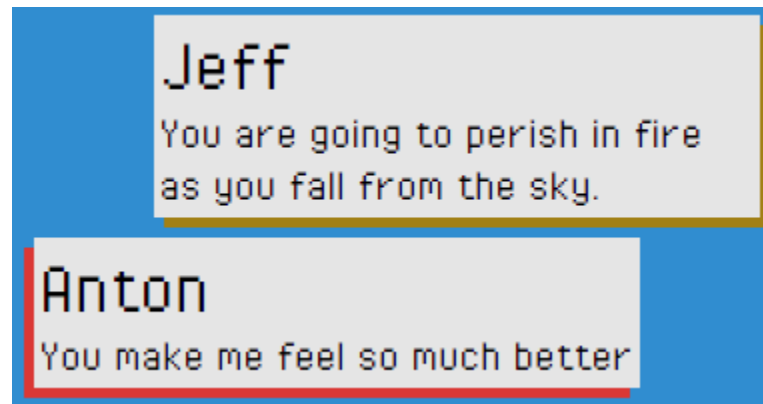 Jeff
You are going to perish in fire
as you fall from the sky.
Anton
You make me feel so much better